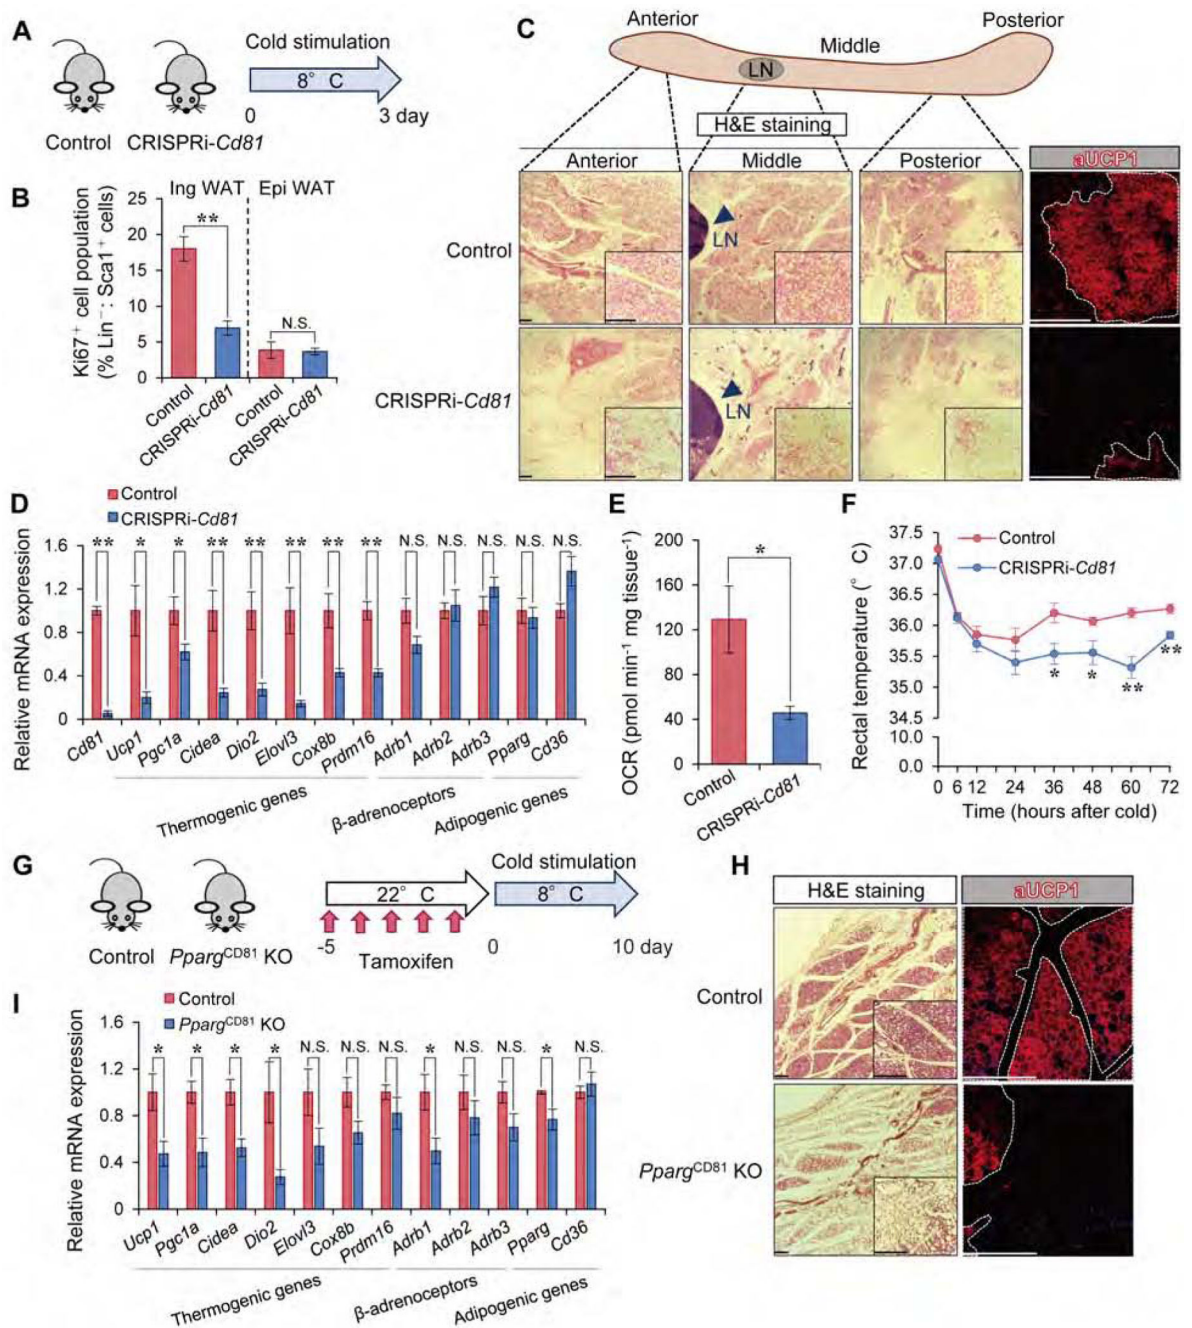 A
Cold stimulation
8° C
0
3 day
Control
CRISPRi-Cd81
B
Ing WAT
Epi WAT
Ki67⁺ cell population
(% Lin⁻: Sca1⁺ cells)
25
20
15
10
5
0
**
N.S.
Control
CRISPRi-Cd81
Control
CRISPRi-Cd81
C
Anterior
Middle
Posterior
LN
H&E staining
Anterior
Middle
Posterior
aUCP1
Control
LN
CRISPRi-Cd81
LN
D
Control
CRISPRi-Cd81
Relative mRNA expression
1.6
1.2
0.8
0.4
0
** * * ** ** ** ** ** N.S. N.S. N.S. N.S. N.S.
Cd81
Ucp1
Pgc1a
Cidea
Dio2
Elovl3
Cox8b
Prdm16
Adrb1
Adrb2
Adrb3
Pparg
Cd36
Thermogenic genes
β-adrenoceptors
Adipogenic genes
E
OCR (pmol min⁻¹ mg tissue⁻¹)
200
160
120
80
40
0
*
Control
CRISPRi-Cd81
F
Rectal temperature (° C)
37.5
37.0
36.5
36.0
35.5
35.0
34.5
10.0
0.0
Control
CRISPRi-Cd81
* * ** **
0 6 12 24 36 48 60 72
Time (hours after cold)
G
Control
Pparg^CD81 KO
22° C
Cold stimulation
8° C
-5
Tamoxifen
0
10 day
H
H&E staining
aUCP1
Control
Pparg^CD81 KO
I
Control
Pparg^CD81 KO
Relative mRNA expression
1.6
1.2
0.8
0.4
0
* * * * N.S. N.S. N.S. * N.S. N.S. * N.S.
Ucp1
Pgc1a
Cidea
Dio2
Elovl3
Cox8b
Prdm16
Adrb1
Adrb2
Adrb3
Pparg
Cd36
Thermogenic genes
β-adrenoceptors
Adipogenic genes